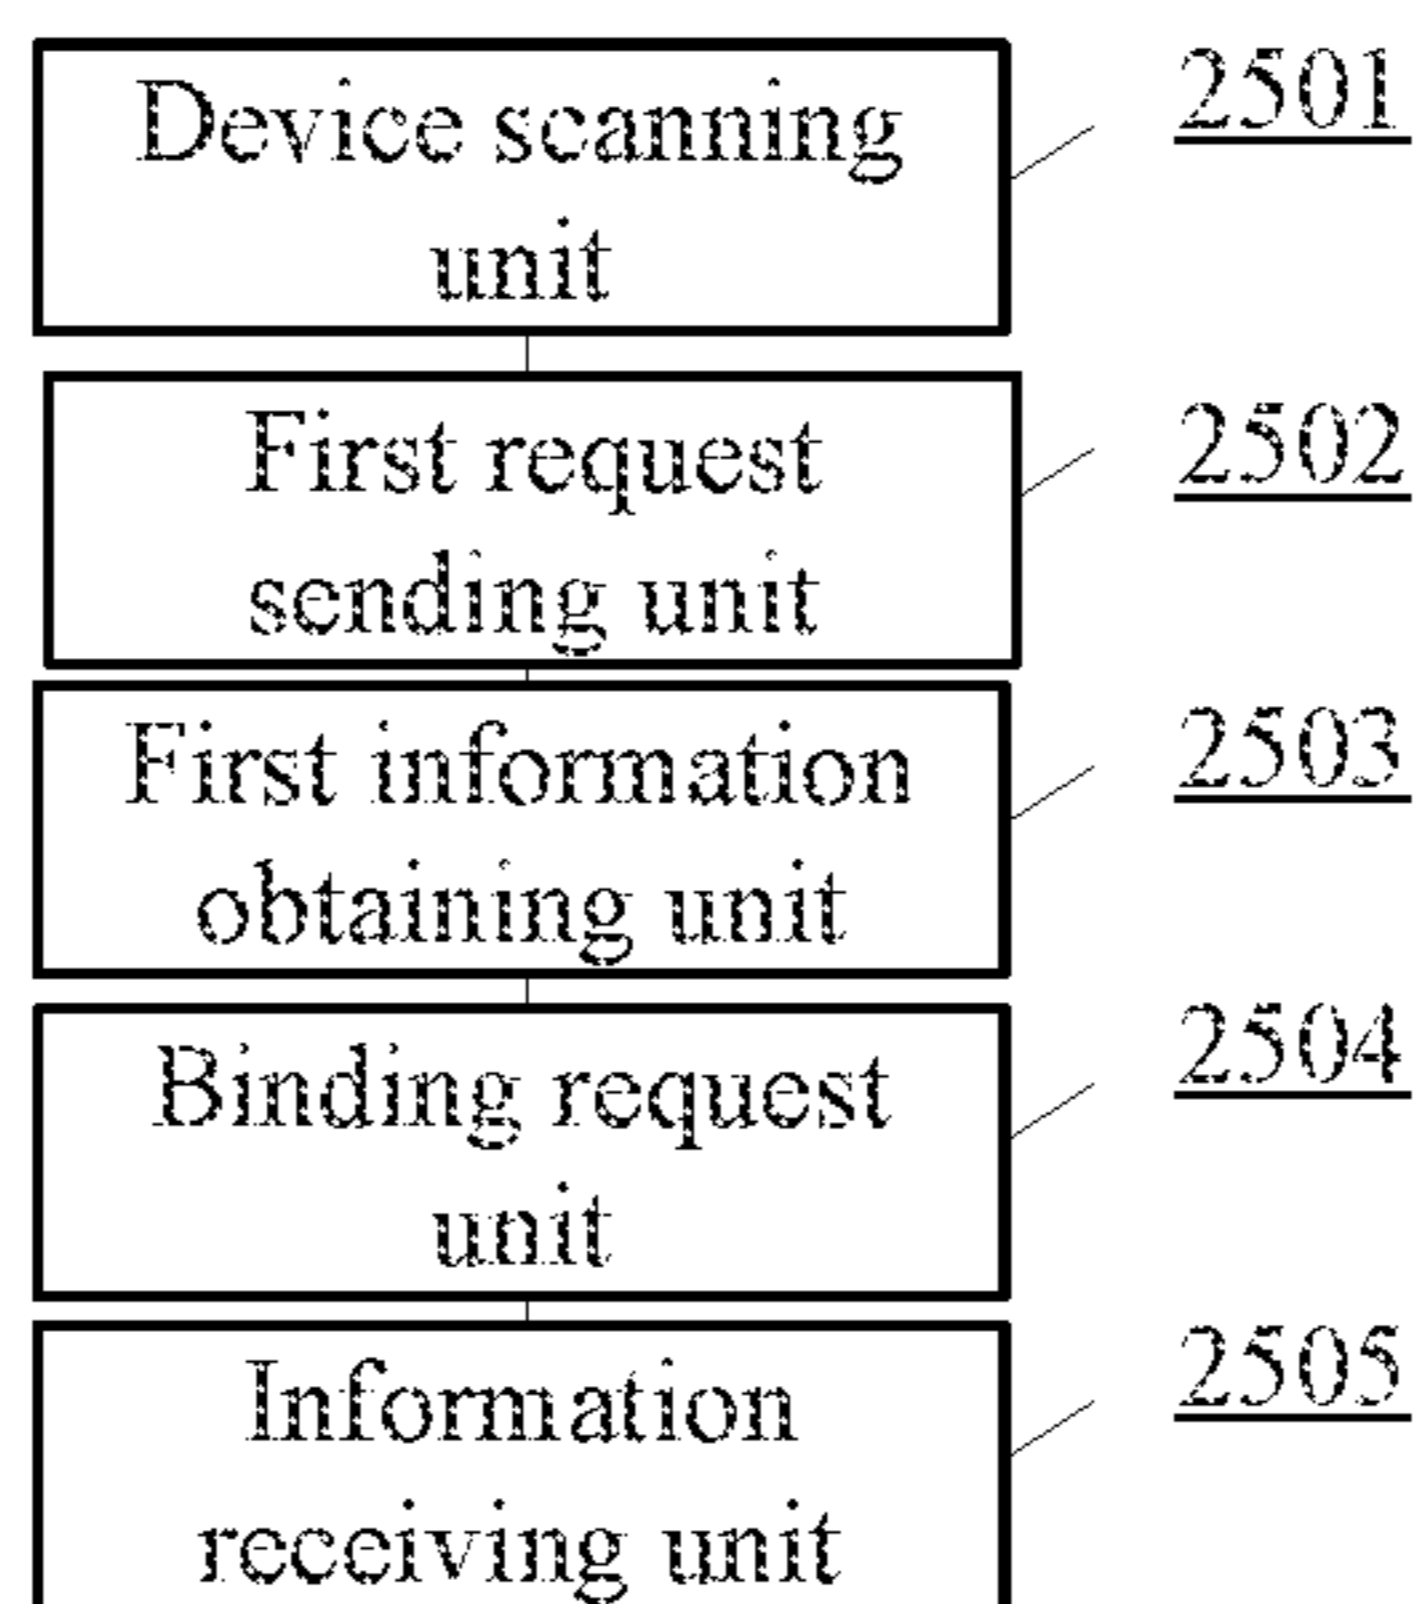 Device scanning
unit
2501
First request
sending unit
2502
First information
obtaining unit
2503
Binding request
unit
2504
Information
receiving unit
2505